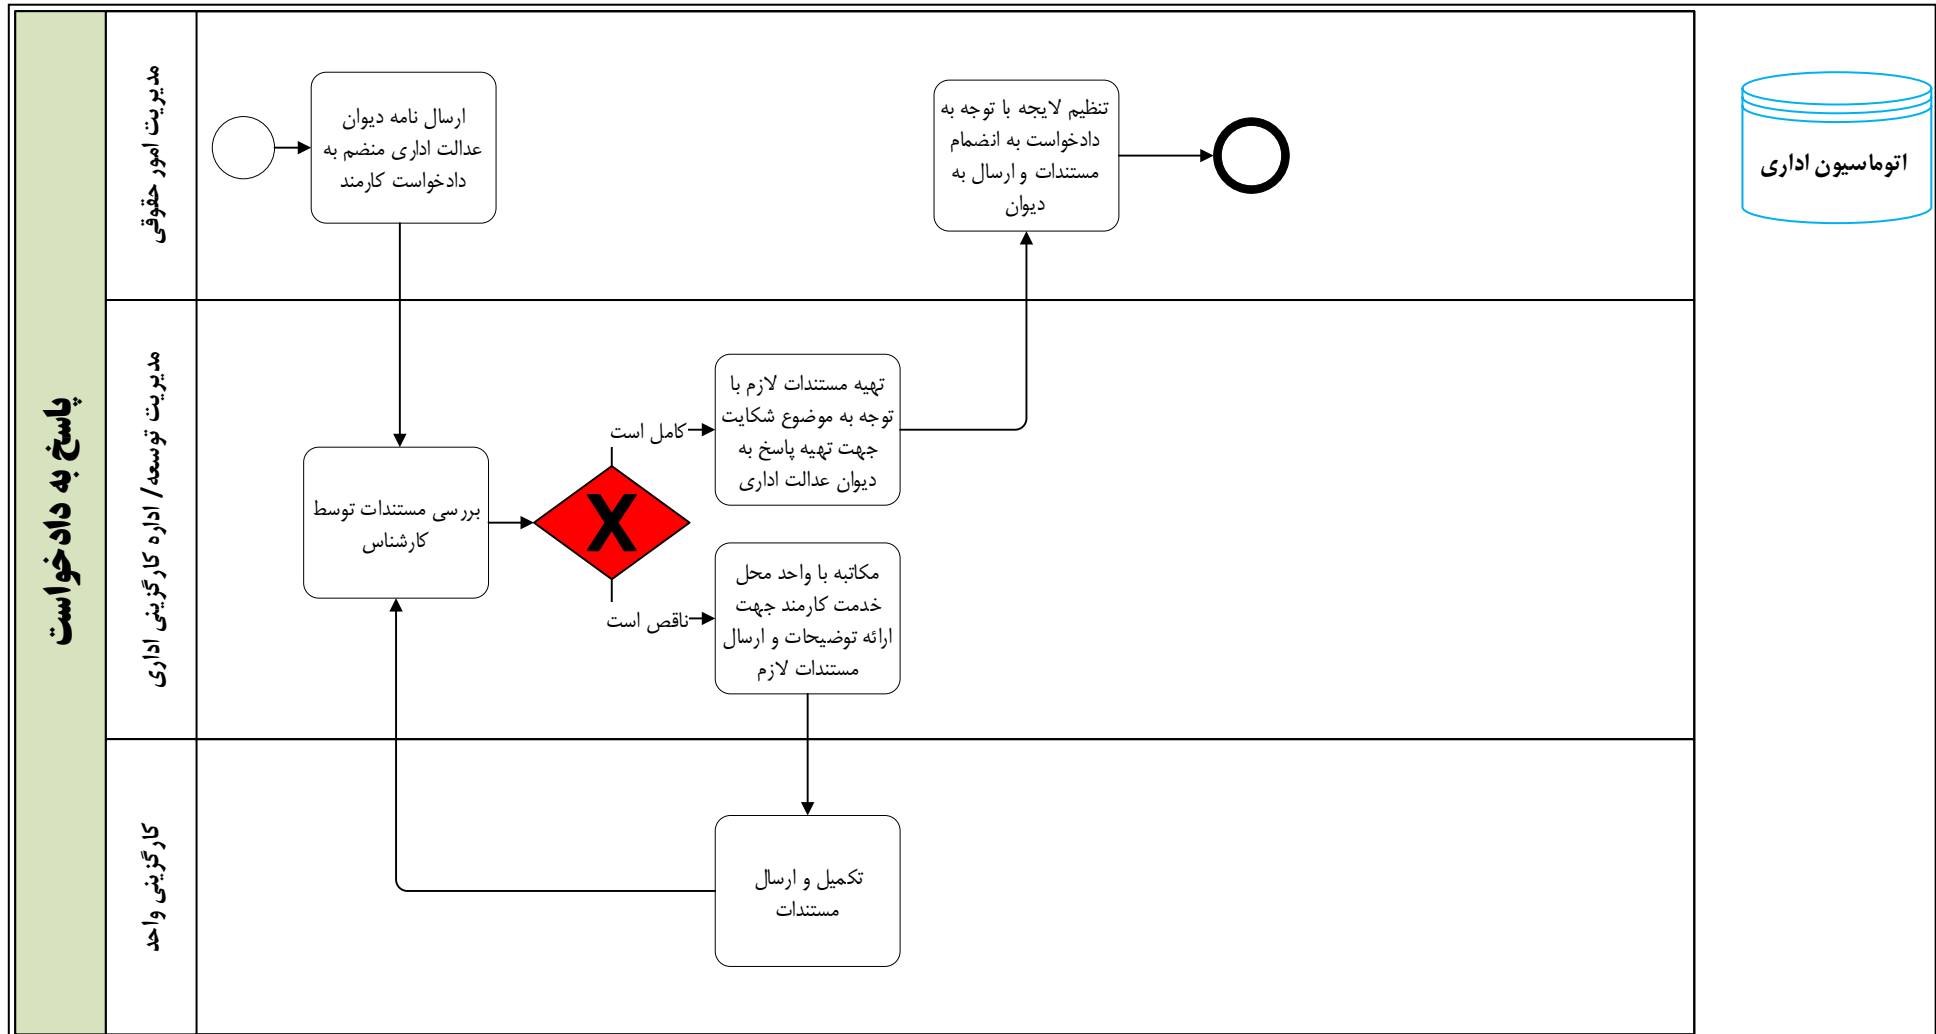 پاسخ به دادخواست
مدیریت امور حقوقی
ارسال نامه دیوان
عدالت اداری منضم به
دادخواست کارمند
تنظیم لایحه با توجه به
دادخواست به انضمام
مستندات و ارسال به
دیوان
اتوماسیون اداری
مدیریت توسعه/ اداره کارگزینی اداری
بررسی مستندات توسط
کارشناس
X
کامل است
تهیه مستندات لازم با
توجه به موضوع شکایت
جهت تهیه پاسخ به
دیوان عدالت اداری
ناقص است
مکاتبه با واحد محل
خدمت کارمند جهت
ارائه توضیحات و ارسال
مستندات لازم
کارگزینی واحد
تکمیل و ارسال
مستندات